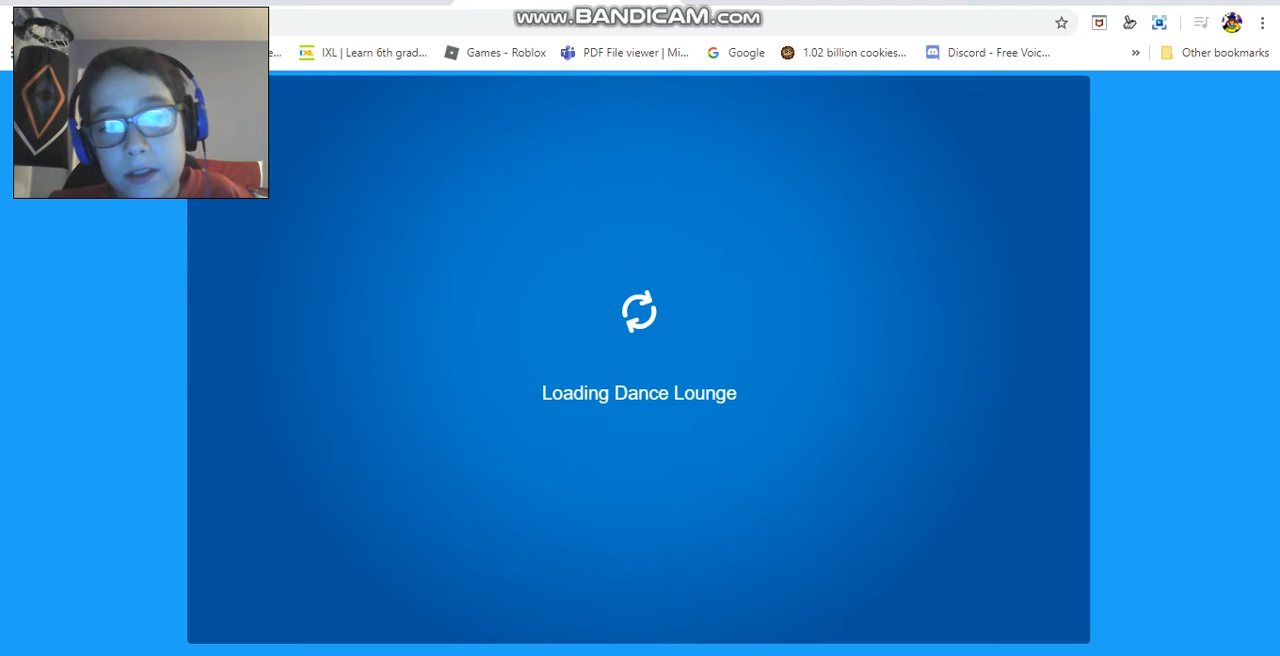 www.BANDICAM.com
e...
IXL | Learn 6th grad...
Games - Roblox
PDF File viewer | Mi...
Google
1.02 billion cookies...
Discord - Free Voic...
»
Other bookmarks
Loading Dance Lounge